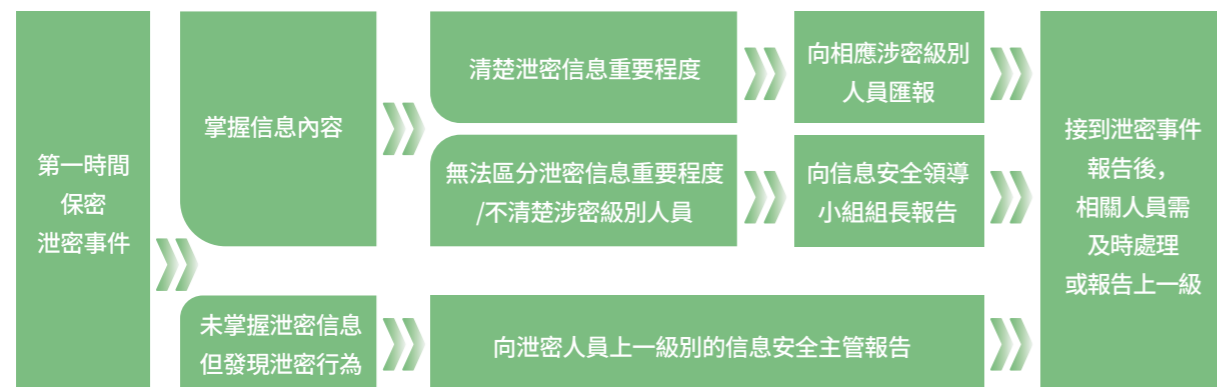 第一時間
保密
泄密事件
掌握信息內容
清楚泄密信息重要程度
向相應涉密級別
人員匯報
無法區分泄密信息重要程度
/不清楚涉密級別人員
向信息安全領導
小組組長報告
未掌握泄密信息
但發現泄密行為
向泄密人員上一級別的信息安全主管報告
接到泄密事件
報告後，
相關人員需
及時處理
或報告上一級